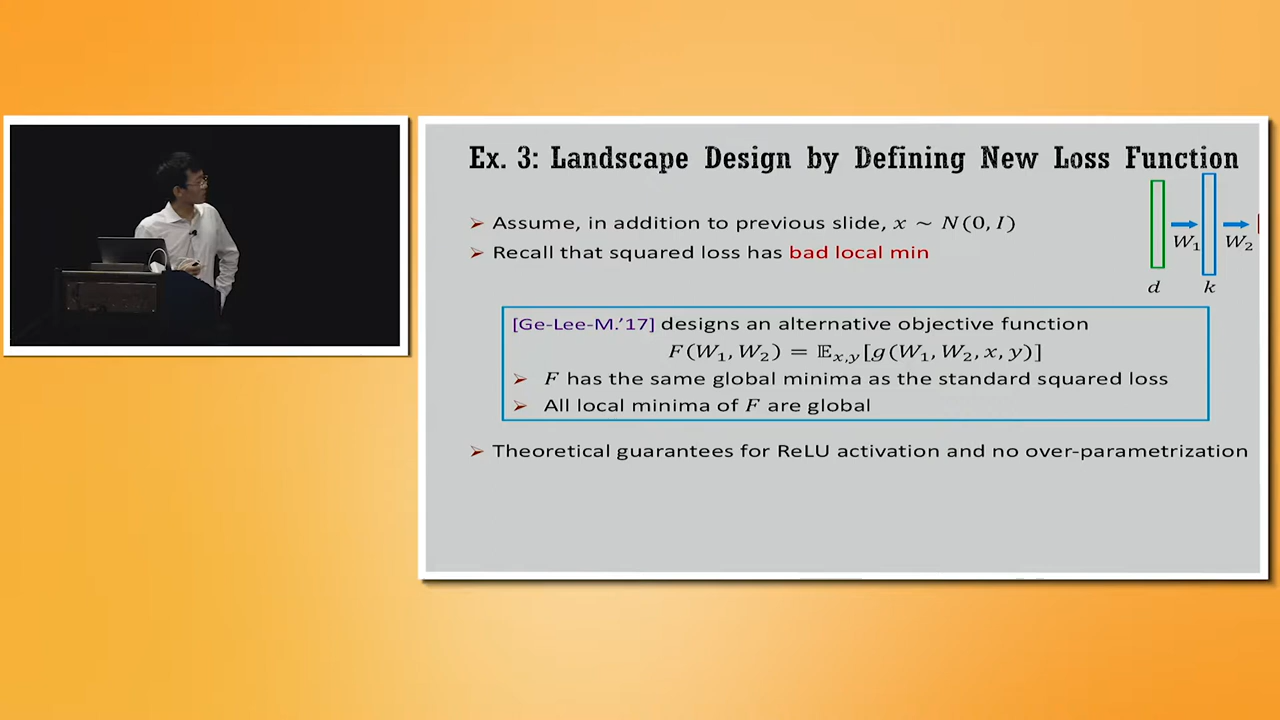 Ex. 3: Landscape Design by Defining New Loss Function
➢ Assume, in addition to previous slide, x ∼ N(0, I)
➢ Recall that squared loss has bad local min
W₁
W₂
d
k
[Ge-Lee-M.'17] designs an alternative objective function
F(W₁, W₂) = 𝔼ₓ,ᵧ[g(W₁, W₂, x, y)]
➢ F has the same global minima as the standard squared loss
➢ All local minima of F are global
➢ Theoretical guarantees for ReLU activation and no over-parametrization